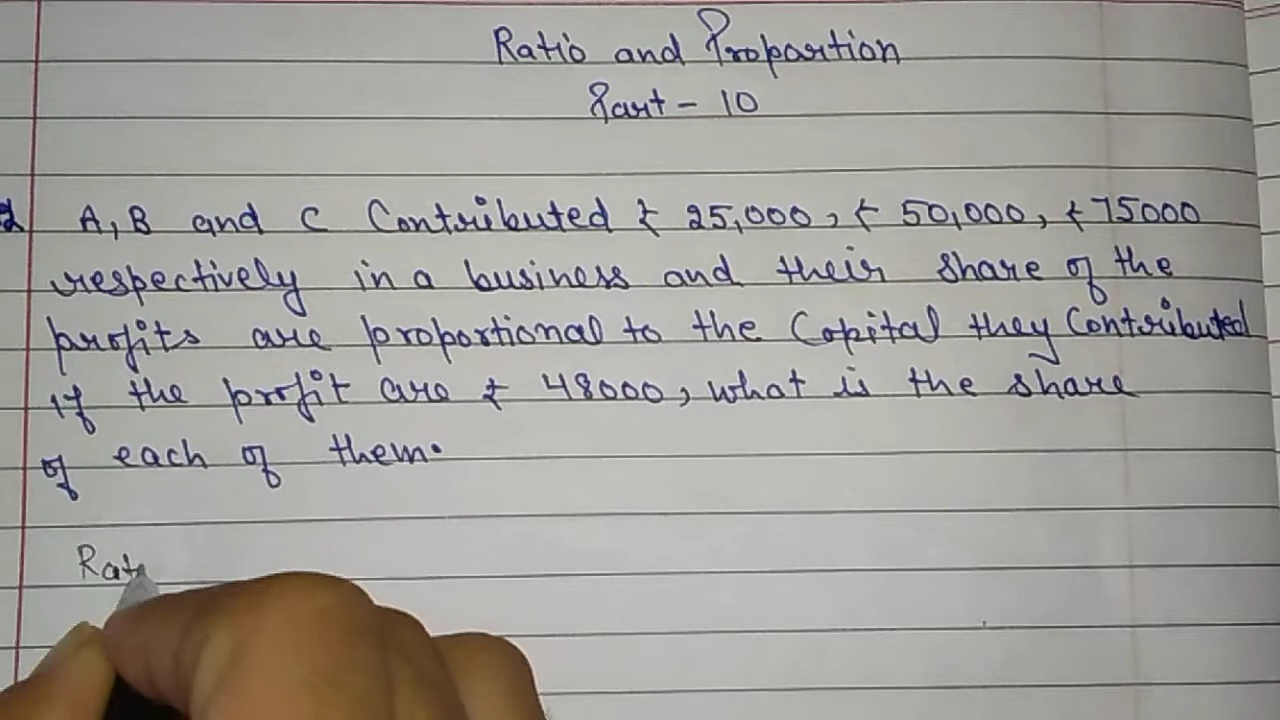 Ratio and Proportion
Part - 10
A, B and C Contributed ₹ 25,000, ₹ 50,000, ₹ 75000
respectively in a business and their share of the
profits are proportional to the Capital they Contributed
If the profit are ₹ 48000, what is the share
of each of them.
Rat